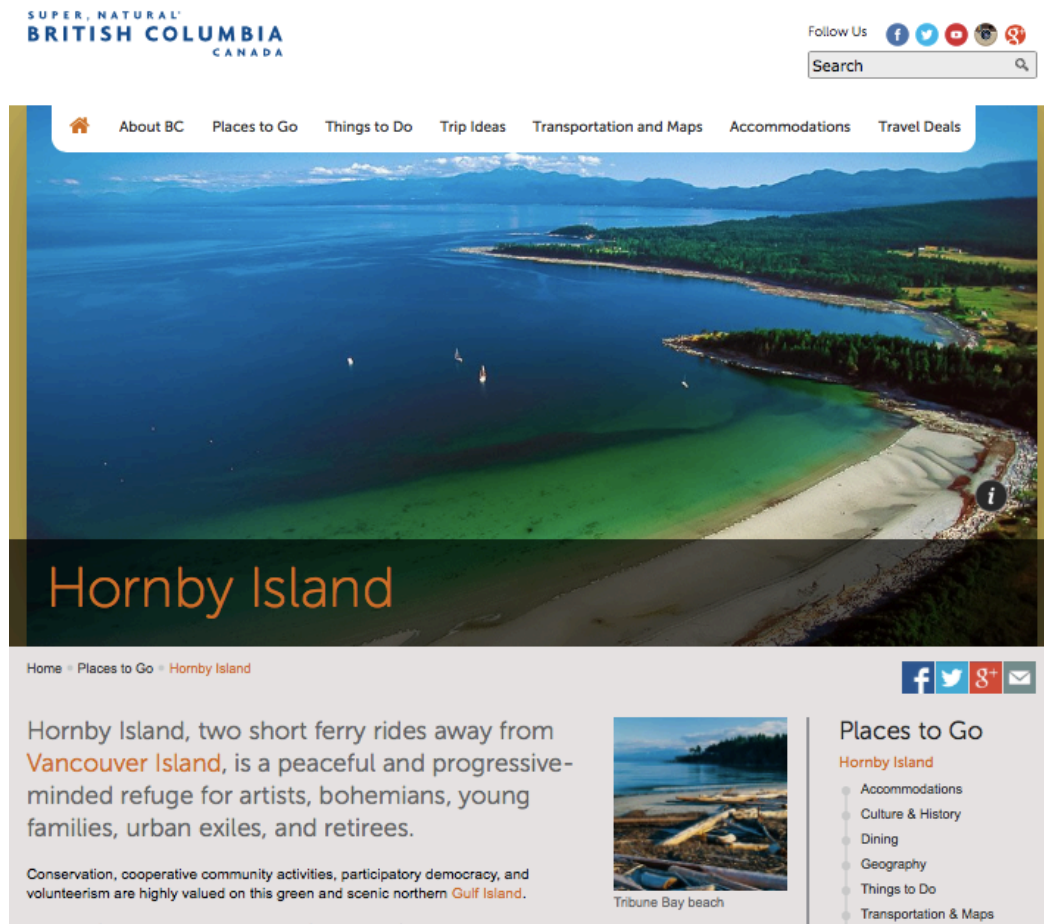 SUPER, NATURAL'
BRITISH COLUMBIA
CANADA
Follow Us
Search
About BC Places to Go Things to Do Trip Ideas Transportation and Maps Accommodations Travel Deals
i
Hornby Island
Home Places to Go Hornby Island
Hornby Island, two short ferry rides away from
Vancouver Island, is a peaceful and progressive-
minded refuge for artists, bohemians, young
families, urban exiles, and retirees.
Conservation, cooperative community activities, participatory democracy, and
volunteerism are highly valued on this green and scenic northern Gulf Island.
Tribune Bay beach
Places to Go
Hornby Island
Accommodations
Culture & History
Dining
Geography
Things to Do
Transportation & Maps